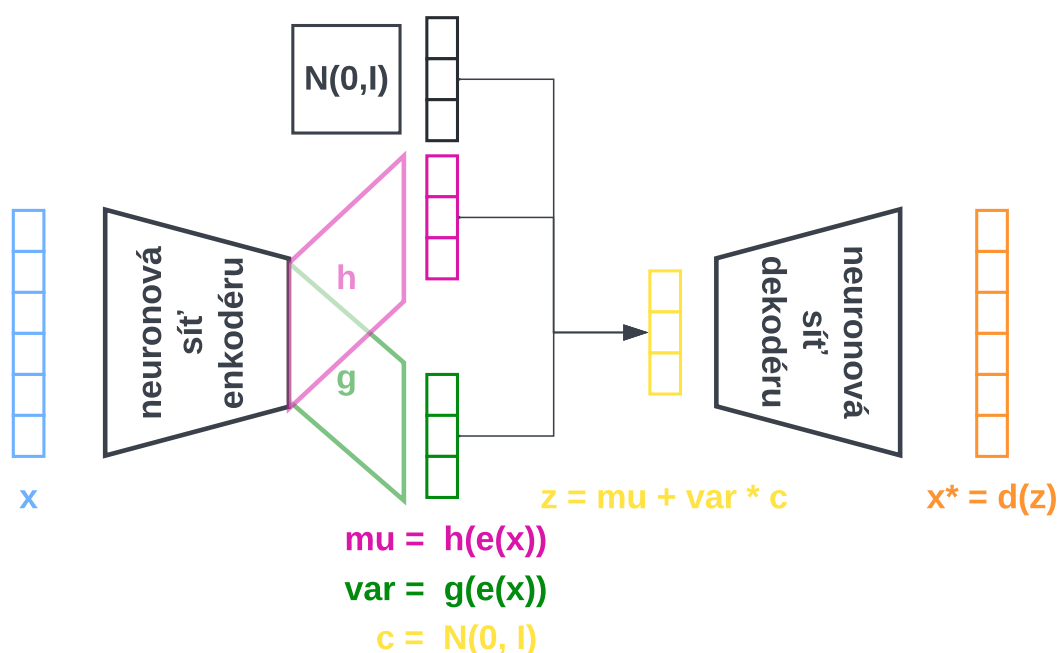 N(0,I)
neuronová
síť
enkodéru
h
g
neuronová
síť
dekodéru
x
z = mu + var * c
x* = d(z)
mu = h(e(x))
var = g(e(x))
c = N(0, I)